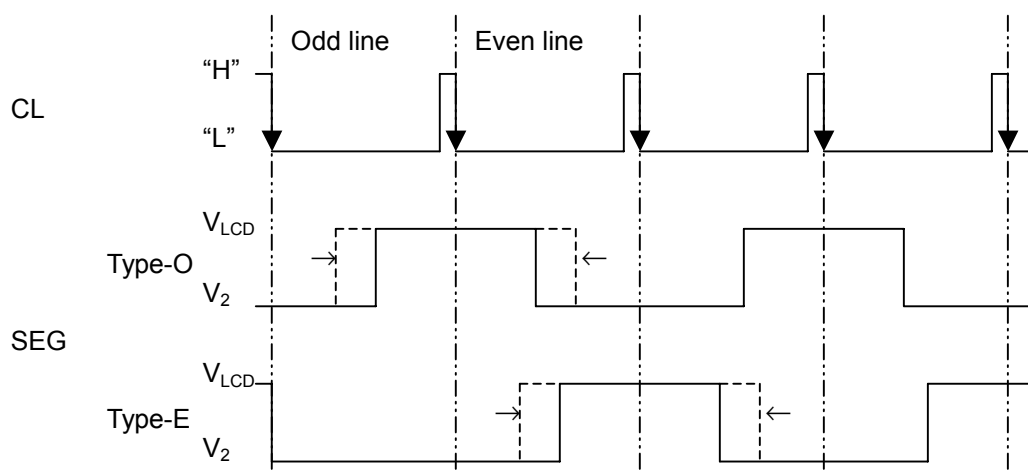 Odd line Even line
“H”
CL
“L”
VLCD
Type-O
V2
SEG
VLCD
Type-E
V2